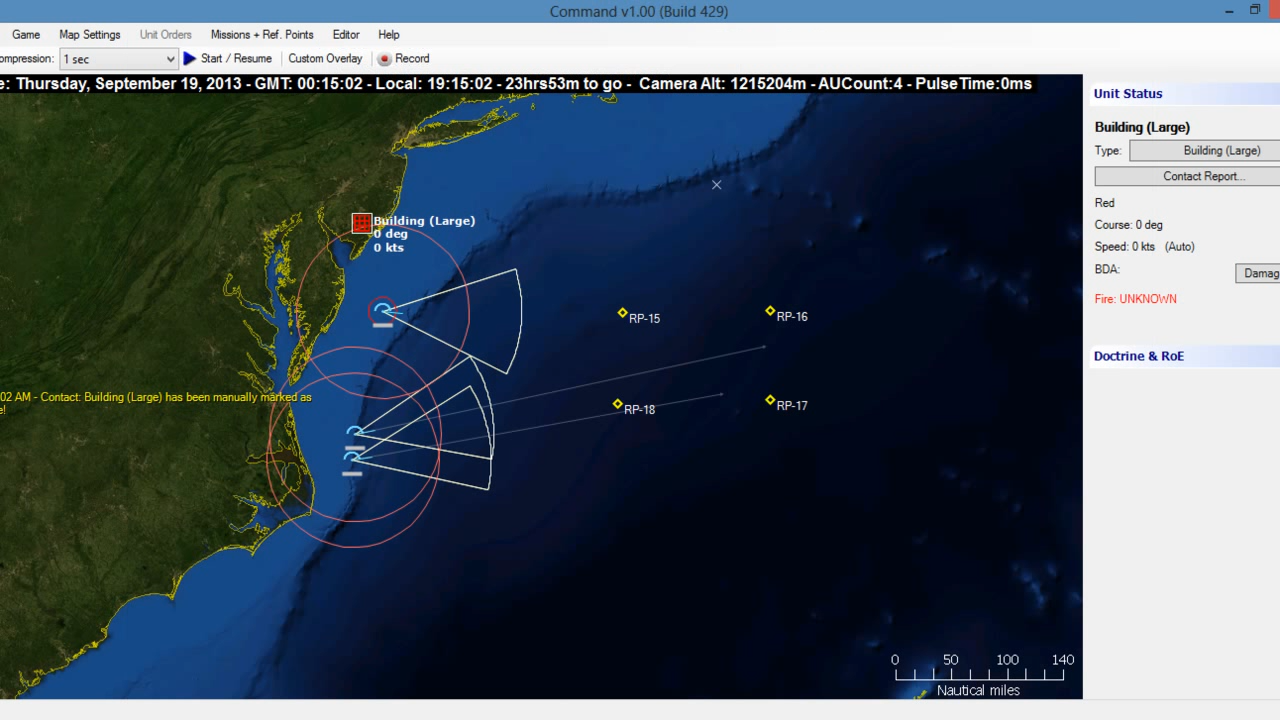 Command v1.00 (Build 429)
Game Map Settings Unit Orders Missions + Ref. Points Editor Help
ompression: 1 sec Start / Resume Custom Overlay Record
e: Thursday, September 19, 2013 - GMT: 00:15:02 - Local: 19:15:02 - 23hrs53m to go - Camera Alt: 1215204m - AUCount:4 - PulseTime:0ms
Unit Status
Building (Large)
Type: Building (Large)
Contact Report...
Red
Course: 0 deg
Speed: 0 kts (Auto)
BDA: Damag
Fire: UNKNOWN
Doctrine & RoE
Building (Large)
0 deg
0 kts
RP-15
RP-16
RP-17
RP-18
02 AM - Contact: Building (Large) has been manually marked as
e!
0 50 100 140
Nautical miles